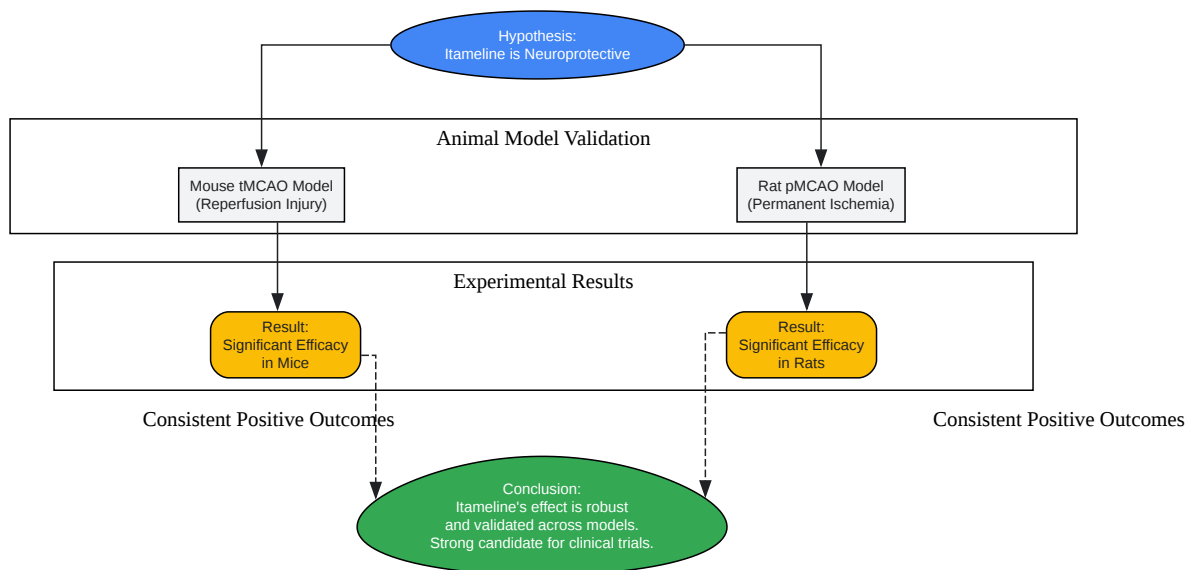 Hypothesis:
Itameline is Neuroprotective
Animal Model Validation
Mouse tMCAO Model
(Reperfusion Injury)
Rat pMCAO Model
(Permanent Ischemia)
Experimental Results
Result:
Significant Efficacy
in Mice
Result:
Significant Efficacy
in Rats
Consistent Positive Outcomes
Consistent Positive Outcomes
Conclusion:
Itameline's effect is robust
and validated across models.
Strong candidate for clinical trials.